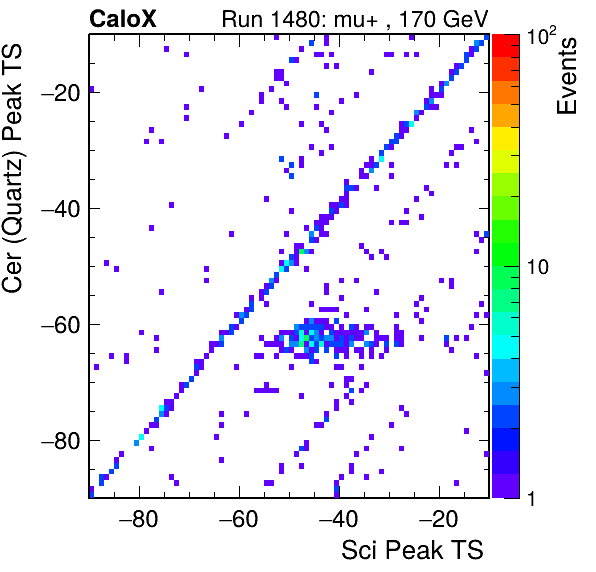 CaloX Run 1480: mu+ , 170 GeV
10²
Events
10
1
Cer (Quartz) Peak TS
−20
−40
−60
−80
−80 −60 −40 −20
Sci Peak TS